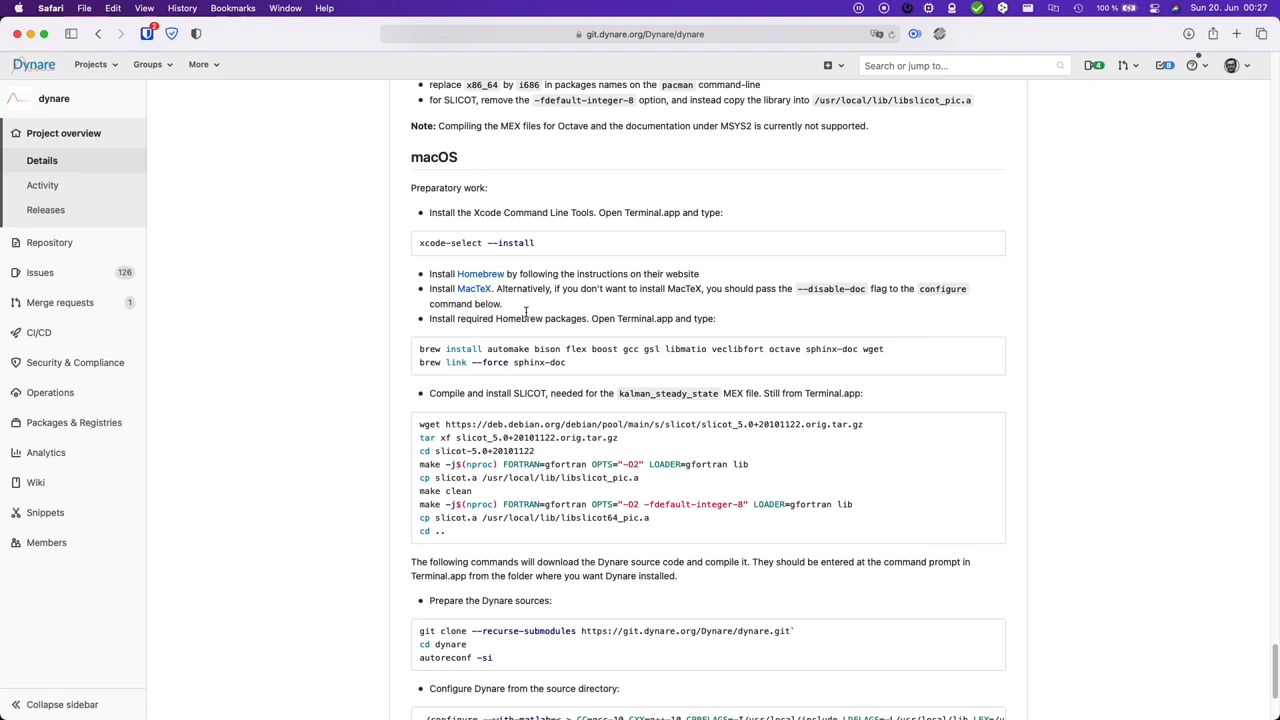 Safari File Edit View History Bookmarks Window Help
100 % Sun 20. Jun 00:27
2
git.dynare.org/Dynare/dynare
Dynare Projects Groups More Search or jump to... 4 8
D dynare
Project overview
Details
Activity
Releases
Repository
Issues 126
Merge requests 1
CI/CD
Security & Compliance
Operations
Packages & Registries
Analytics
Wiki
Snippets
Members
Collapse sidebar
replace x86_64 by i686 in packages names on the pacman command-line
for SLICOT, remove the -fdefault-integer-8 option, and instead copy the library into /usr/local/lib/libslicot_pic.a
Note: Compiling the MEX files for Octave and the documentation under MSYS2 is currently not supported.
macOS
Preparatory work:
Install the Xcode Command Line Tools. Open Terminal.app and type:
xcode-select --install
Install Homebrew by following the instructions on their website
Install MacTeX. Alternatively, if you don't want to install MacTeX, you should pass the --disable-doc flag to the configure
command below.
Install required Homebrew packages. Open Terminal.app and type:
brew install automake bison flex boost gcc gsl libmatio veclibfort octave sphinx-doc wget
brew link --force sphinx-doc
Compile and install SLICOT, needed for the kalman_steady_state MEX file. Still from Terminal.app:
wget https://deb.debian.org/debian/pool/main/s/slicot/slicot_5.0+20101122.orig.tar.gz
tar xf slicot_5.0+20101122.orig.tar.gz
cd slicot-5.0+20101122
make -j$(nproc) FORTRAN=gfortran OPTS="-O2" LOADER=gfortran lib
cp slicot.a /usr/local/lib/libslicot_pic.a
make clean
make -j$(nproc) FORTRAN=gfortran OPTS="-O2 -fdefault-integer-8" LOADER=gfortran lib
cp slicot.a /usr/local/lib/libslicot64_pic.a
cd ..
The following commands will download the Dynare source code and compile it. They should be entered at the command prompt in
Terminal.app from the folder where you want Dynare installed.
Prepare the Dynare sources:
git clone --recurse-submodules https://git.dynare.org/Dynare/dynare.git`
cd dynare
autoreconf -si
Configure Dynare from the source directory: